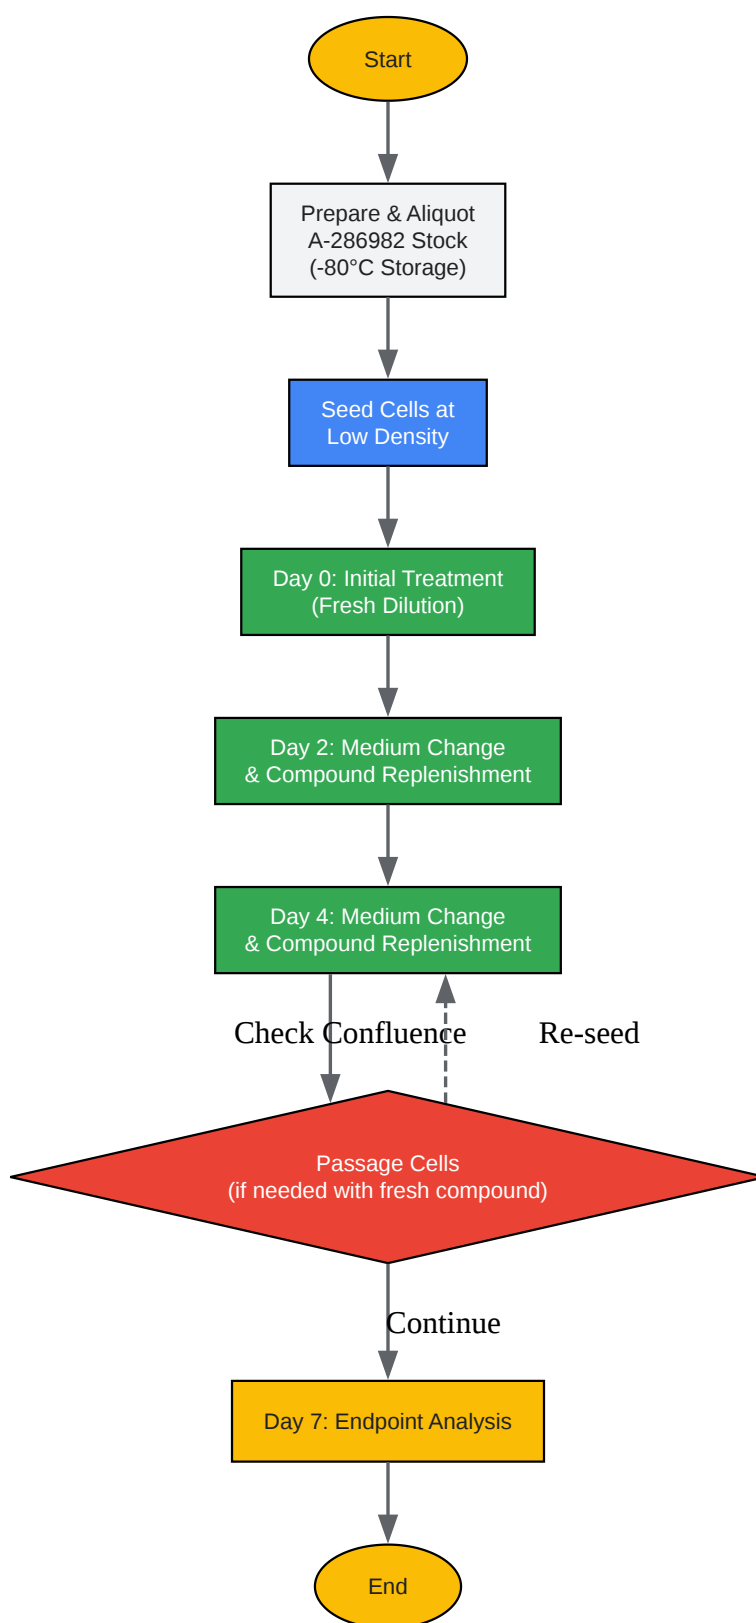 Start
Prepare & Aliquot
A-286982 Stock
(-80°C Storage)
Seed Cells at
Low Density
Day 0: Initial Treatment
(Fresh Dilution)
Day 2: Medium Change
& Compound Replenishment
Day 4: Medium Change
& Compound Replenishment
Check Confluence
Re-seed
Passage Cells
(if needed with fresh compound)
Continue
Day 7: Endpoint Analysis
End